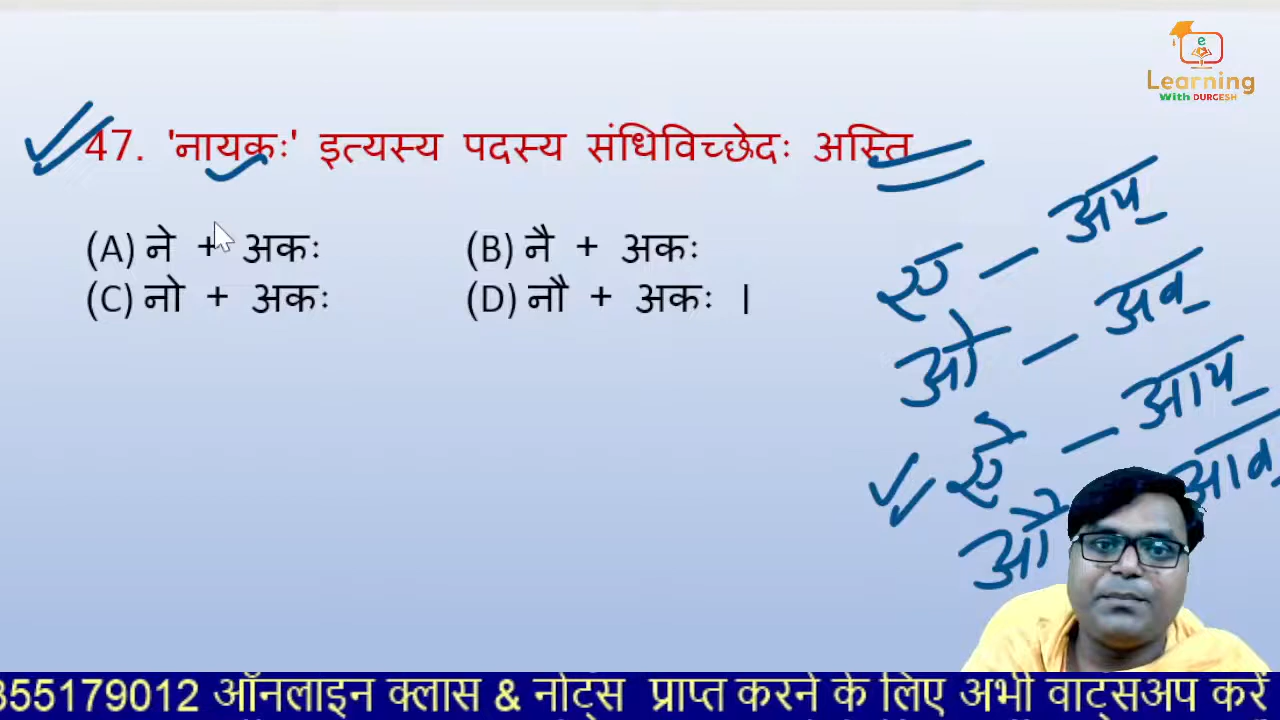 e
Learning
With DURGESH
47. 'नायकः' इत्यस्य पदस्य संधिविच्छेदः अस्ति
(A) ने + अकः (B) नै + अकः
(C) नो + अकः (D) नौ + अकः ।
ए - अय्
ओ - अव्
ऐ - आय्
औ आव्
355179012 ऑनलाइन क्लास & नोट्स प्राप्त करने के लिए अभी वाट्सअप करें